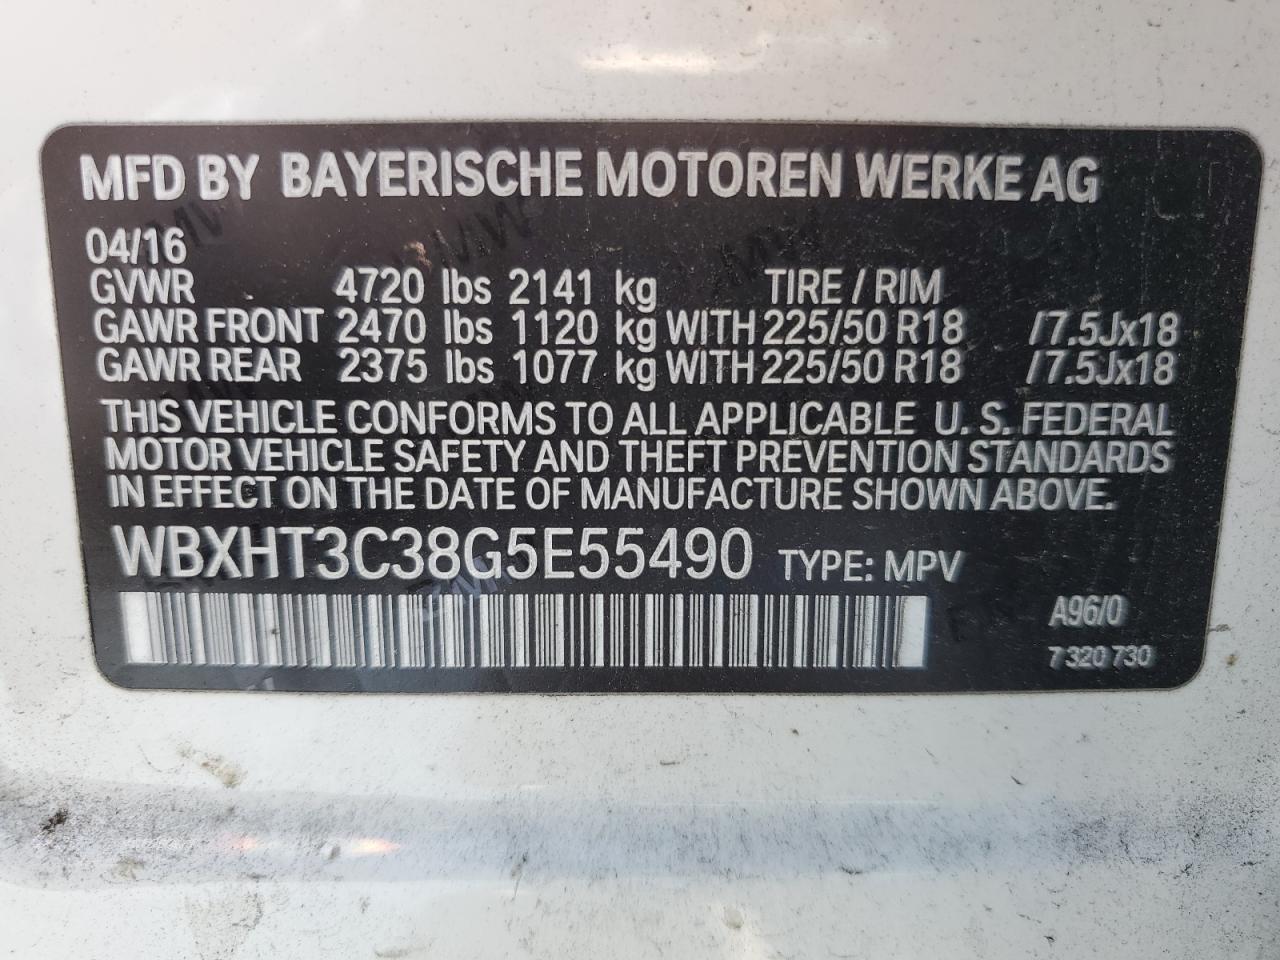 MFD BY BAYERISCHE MOTOREN WERKE AG
04/16
GVWR 4720 lbs 2141 kg TIRE / RIM
GAWR FRONT 2470 lbs 1120 kg WITH 225/50 R18 /7.5Jx18
GAWR REAR 2375 lbs 1077 kg WITH 225/50 R18 /7.5Jx18
THIS VEHICLE CONFORMS TO ALL APPLICABLE U. S. FEDERAL
MOTOR VEHICLE SAFETY AND THEFT PREVENTION STANDARDS
IN EFFECT ON THE DATE OF MANUFACTURE SHOWN ABOVE.
WBXHT3C38G5E55490 TYPE: MPV
A96/0
7 320 730